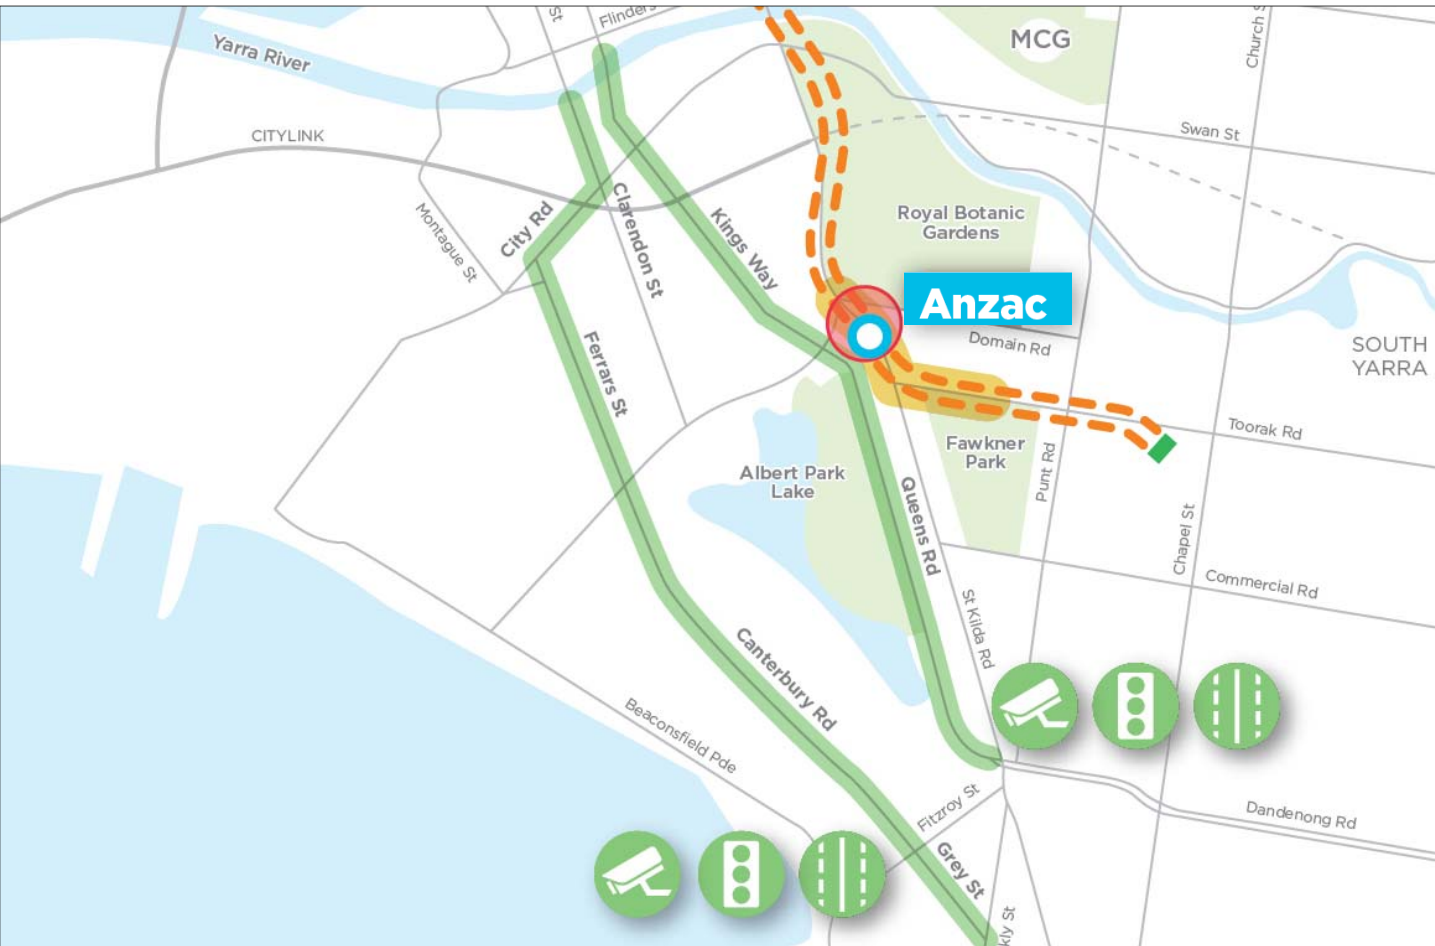 St
Flinders
Church S
MCG
Yarra River
Swan St
CITYLINK
Royal Botanic
Gardens
Montague St
City Rd
Clarendon St
Kings Way
Anzac
Domain Rd
SOUTH
YARRA
Ferrars St
Toorak Rd
Fawkner
Park
Punt Rd
Albert Park
Lake
Queens Rd
Chapel St
Commercial Rd
St Kilda Rd
Canterbury Rd
Beaconsfield Pde
Fitzroy St
Dandenong Rd
Grey St
kly St